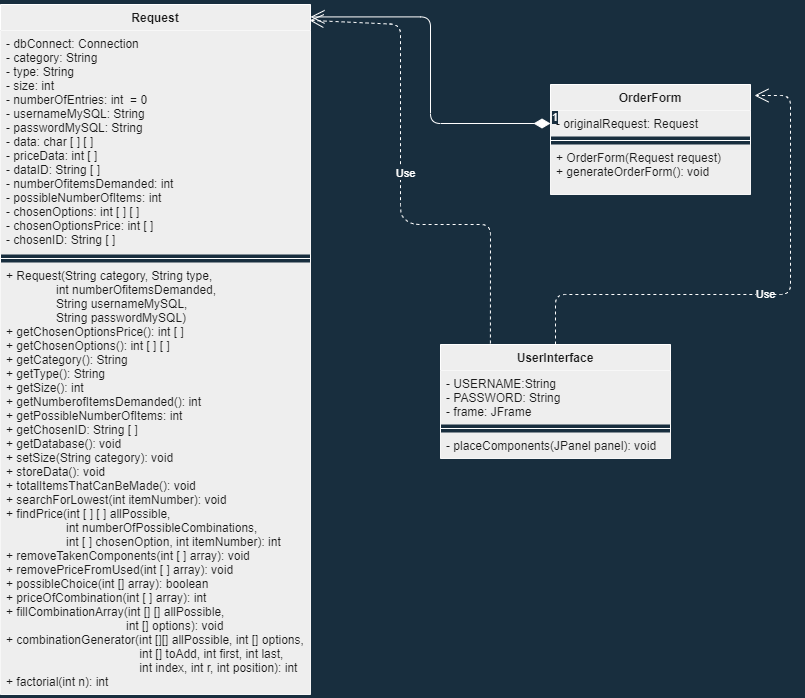 Request
- dbConnect: Connection
- category: String
- type: String
- size: int
- numberOfEntries: int = 0
- usernameMySQL: String
- passwordMySQL: String
- data: char [ ] [ ]
- priceData: int [ ]
- dataID: String [ ]
- numberOfitemsDemanded: int
- possibleNumberOfItems: int
- chosenOptions: int [ ] [ ]
- chosenOptionsPrice: int [ ]
- chosenID: String [ ]
+ Request(String category, String type,
int numberOfitemsDemanded,
String usernameMySQL,
String passwordMySQL)
+ getChosenOptionsPrice(): int [ ]
+ getChosenOptions(): int [ ] [ ]
+ getCategory(): String
+ getType(): String
+ getSize(): int
+ getNumberofItemsDemanded(): int
+ getPossibleNumberOfItems: int
+ getChosenID: String [ ]
+ getDatabase(): void
+ setSize(String category): void
+ storeData(): void
+ totalItemsThatCanBeMade(): void
+ searchForLowest(int itemNumber): void
+ findPrice(int [ ] [ ] allPossible,
int numberOfPossibleCombinations,
int [ ] chosenOption, int itemNumber): int
+ removeTakenComponents(int [ ] array): void
+ removePriceFromUsed(int [ ] array): void
+ possibleChoice(int [] array): boolean
+ priceOfCombination(int [ ] array): int
+ fillCombinationArray(int [] [] allPossible,
int [] options): void
+ combinationGenerator(int [][] allPossible, int [] options,
int [] toAdd, int first, int last,
int index, int r, int position): int
+ factorial(int n): int
Use
OrderForm
1
originalRequest: Request
+ OrderForm(Request request)
+ generateOrderForm(): void
Use
UserInterface
- USERNAME:String
- PASSWORD: String
- frame: JFrame
- placeComponents(JPanel panel): void